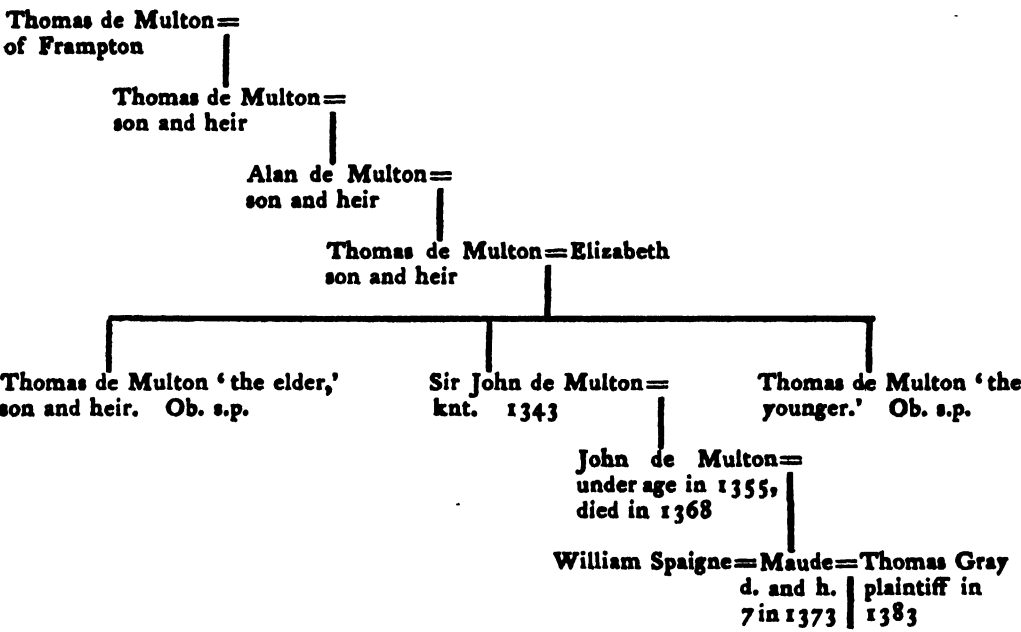 Thomas de Multon=
of Frampton
Thomas de Multon=
son and heir
Alan de Multon=
son and heir
Thomas de Multon=Elizabeth
son and heir
Thomas de Multon ‘the elder,’
son and heir. Ob. s.p.
Sir John de Multon=
knt. 1343
Thomas de Multon ‘the
younger.’ Ob. s.p.
John de Multon=
under age in 1355,
died in 1368
William Spaigne=Maude=Thomas Gray
d. and h.
7 in 1373
plaintiff in
1383